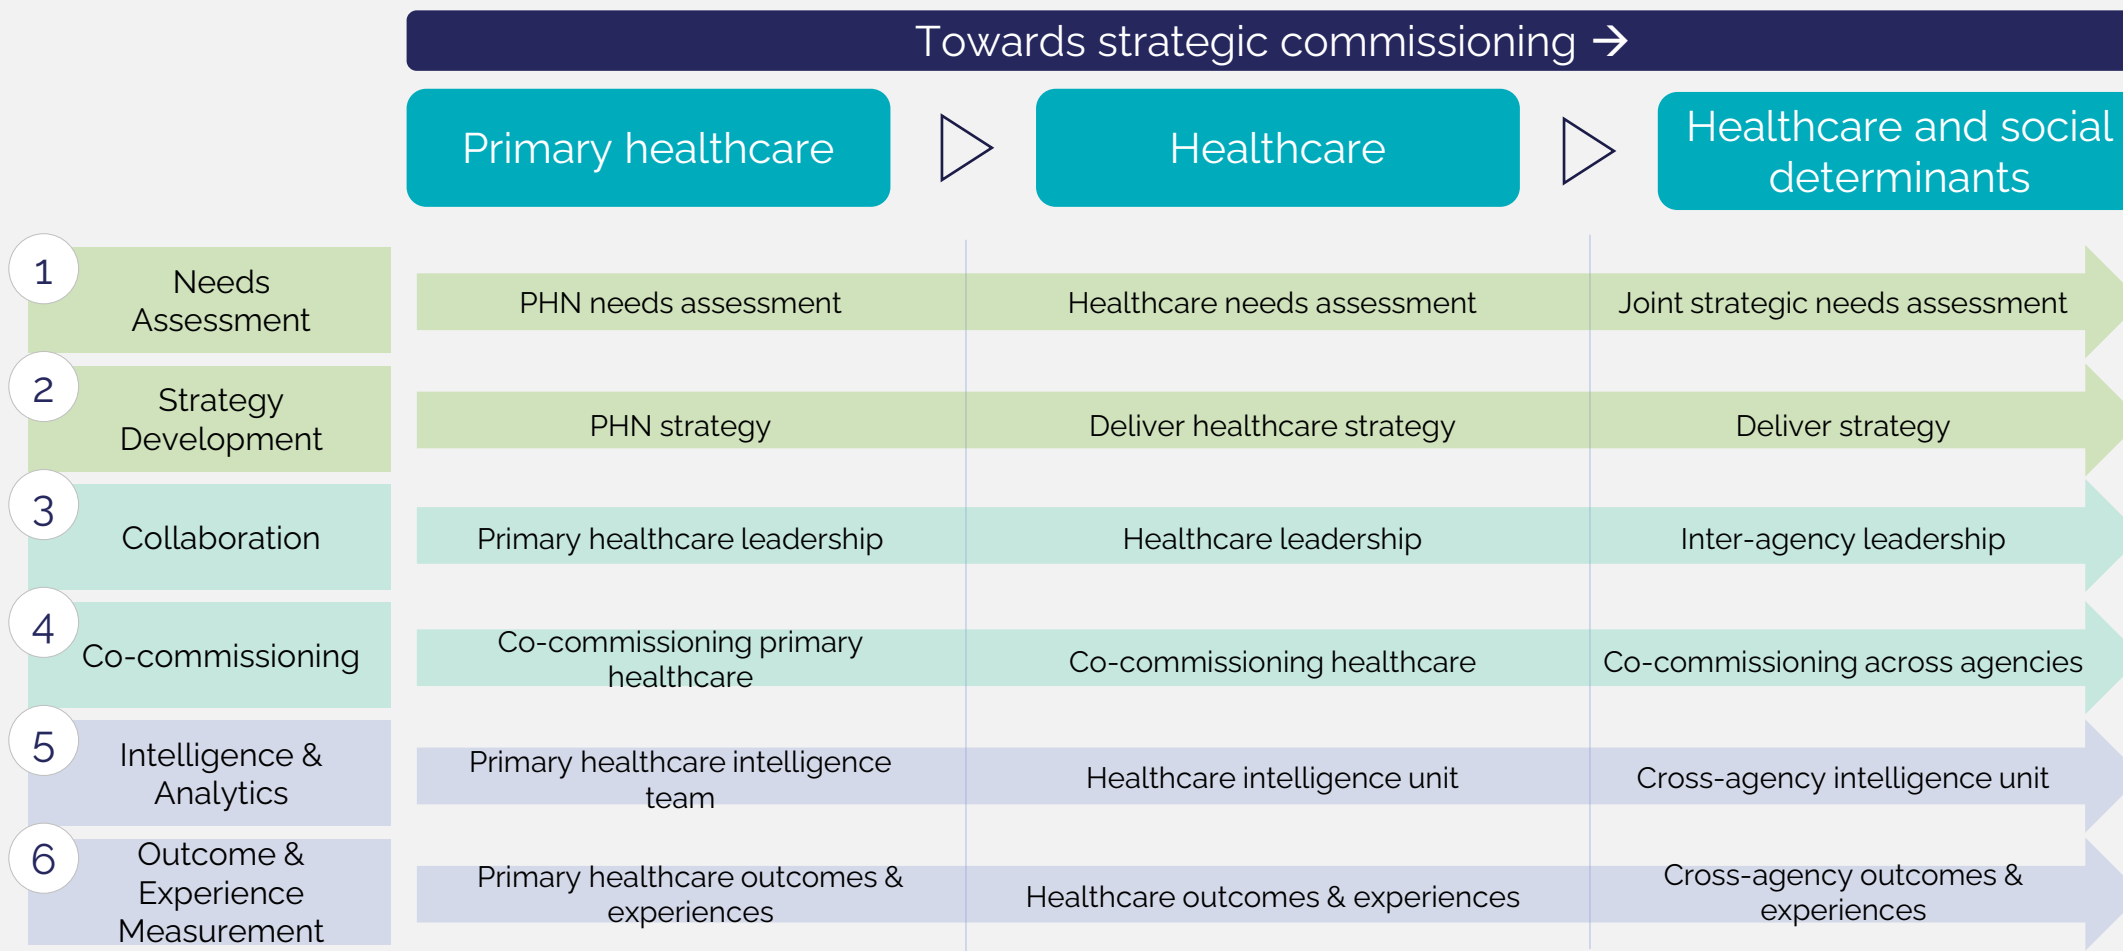 Towards strategic commissioning →
Primary healthcare
Healthcare
Healthcare and social
determinants
1
Needs
Assessment
PHN needs assessment
Healthcare needs assessment
Joint strategic needs assessment
2
Strategy
Development
PHN strategy
Deliver healthcare strategy
Deliver strategy
3
Collaboration
Primary healthcare leadership
Healthcare leadership
Inter-agency leadership
4
Co-commissioning
Co-commissioning primary
healthcare
Co-commissioning healthcare
Co-commissioning across agencies
5
Intelligence &
Analytics
Primary healthcare intelligence
team
Healthcare intelligence unit
Cross-agency intelligence unit
6
Outcome &
Experience
Measurement
Primary healthcare outcomes &
experiences
Healthcare outcomes & experiences
Cross-agency outcomes &
experiences